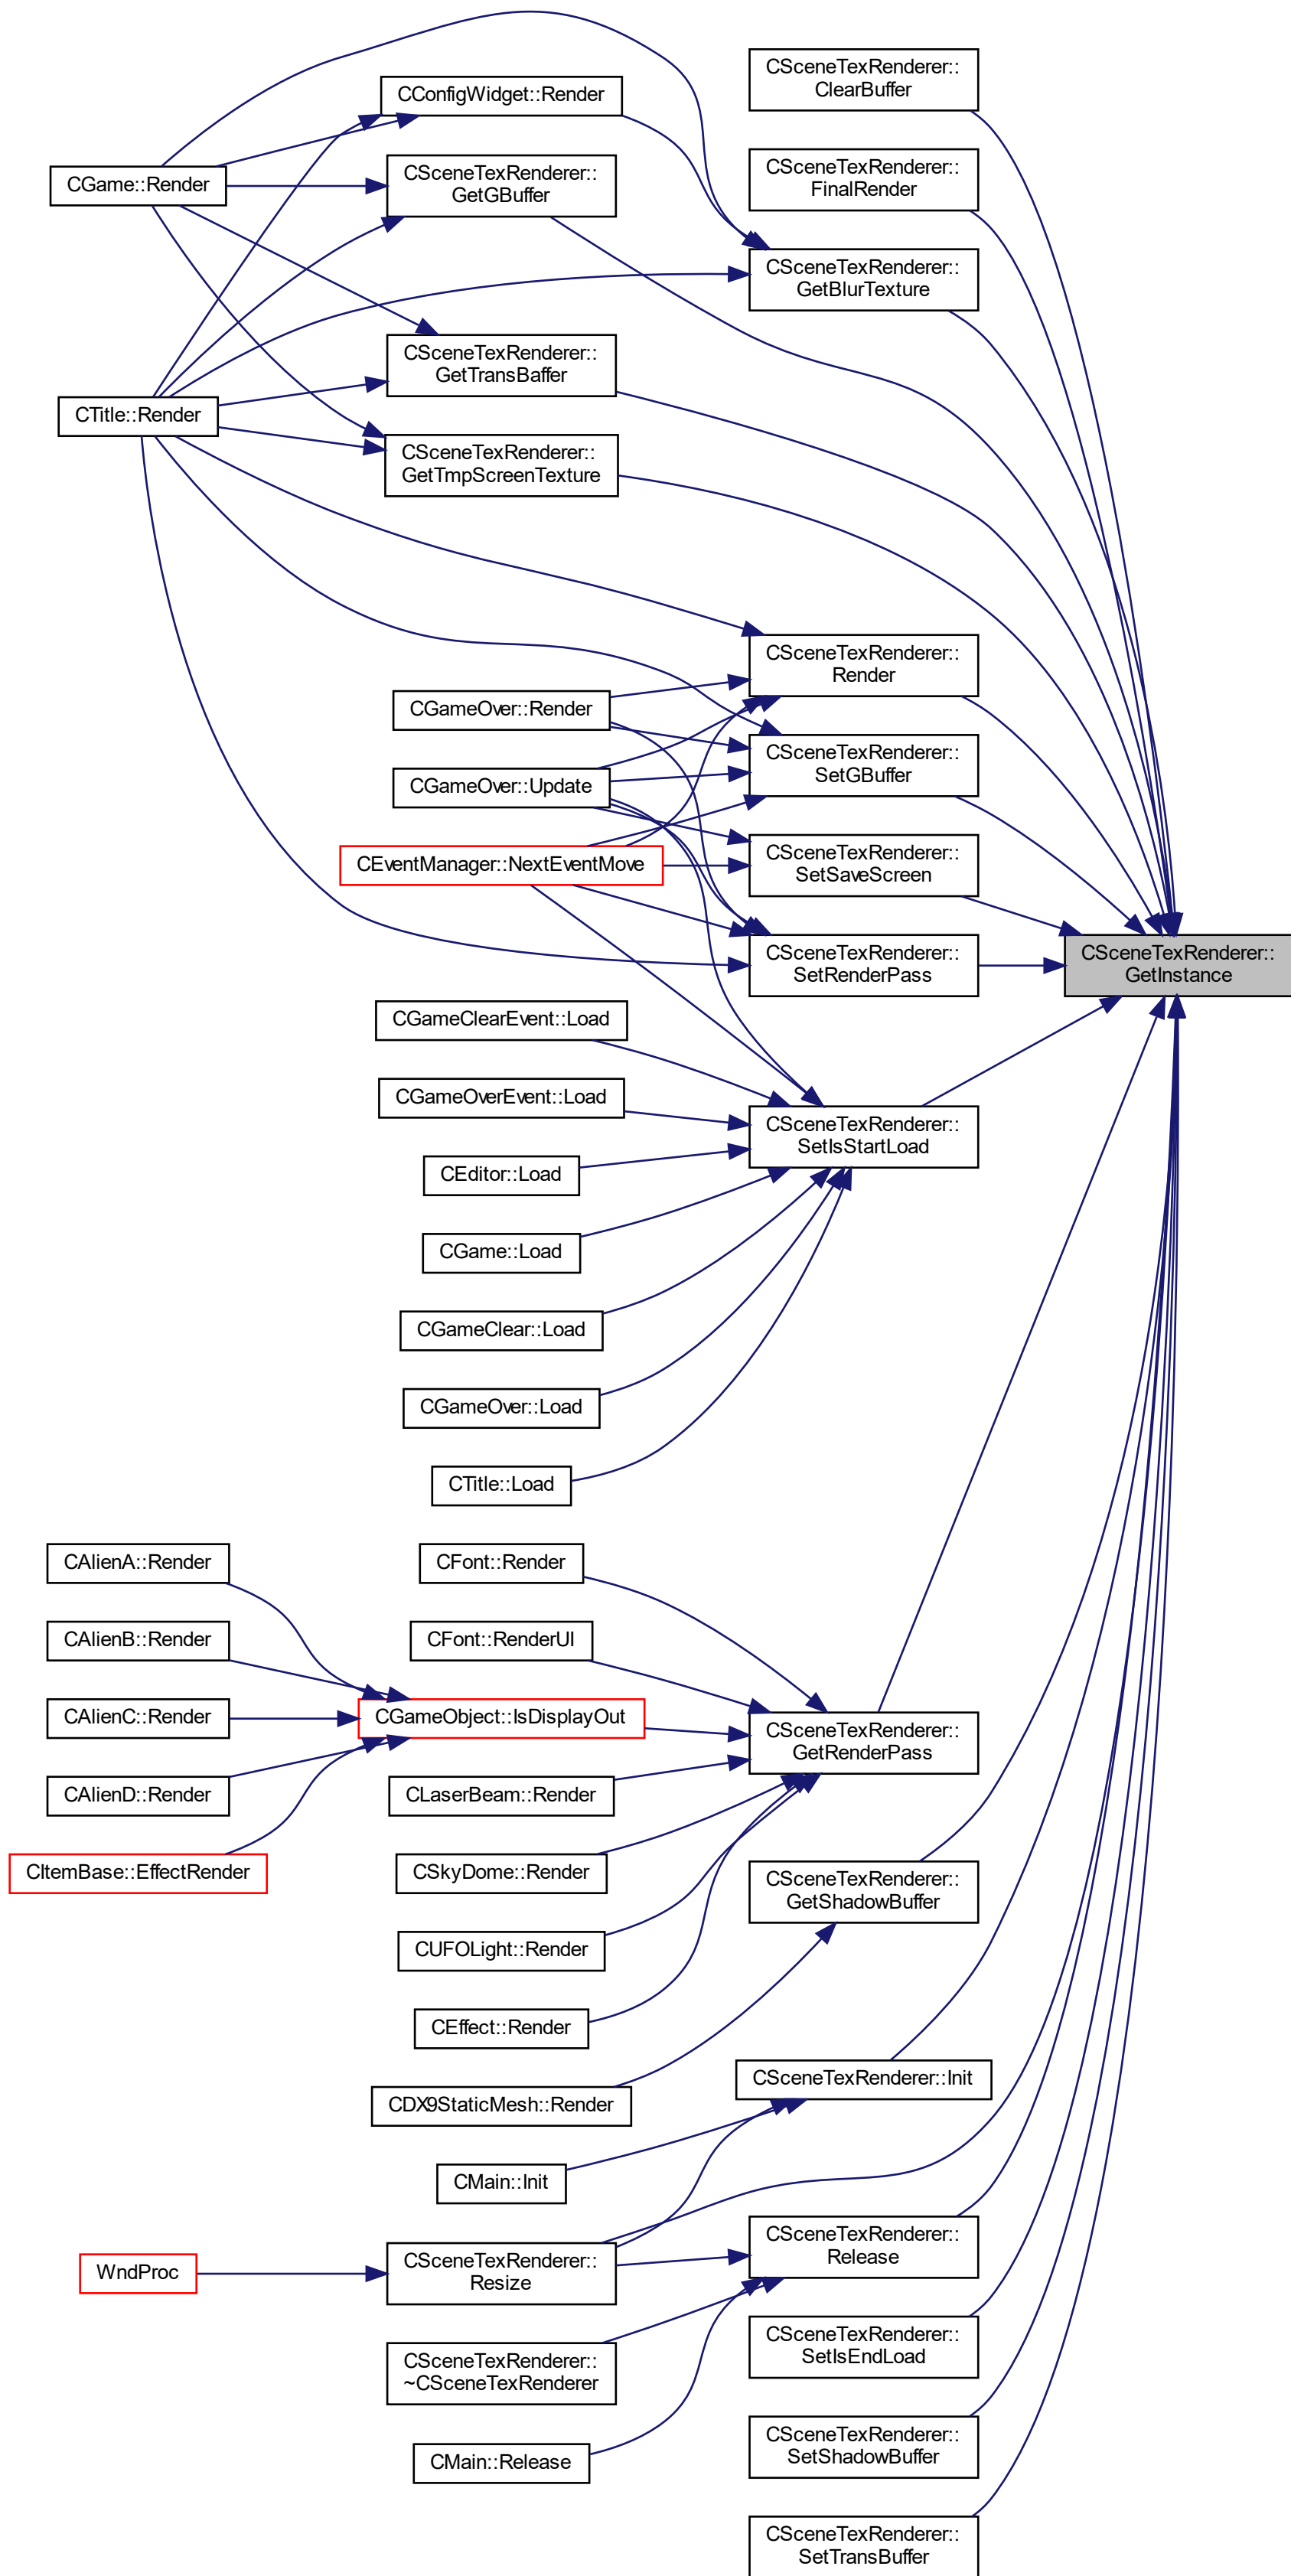 CSceneTexRenderer::
ClearBuffer
CConfigWidget::Render
CSceneTexRenderer::
FinalRender
CGame::Render
CSceneTexRenderer::
GetGBuffer
CSceneTexRenderer::
GetBlurTexture
CSceneTexRenderer::
GetTransBaffer
CTitle::Render
CSceneTexRenderer::
GetTmpScreenTexture
CSceneTexRenderer::
Render
CGameOver::Render
CSceneTexRenderer::
SetGBuffer
CGameOver::Update
CEventManager::NextEventMove
CSceneTexRenderer::
SetSaveScreen
CSceneTexRenderer::
SetRenderPass
CSceneTexRenderer::
GetInstance
CGameClearEvent::Load
CGameOverEvent::Load
CSceneTexRenderer::
SetIsStartLoad
CEditor::Load
CGame::Load
CGameClear::Load
CGameOver::Load
CTitle::Load
CAlienA::Render
CFont::Render
CAlienB::Render
CFont::RenderUI
CAlienC::Render
CGameObject::IsDisplayOut
CSceneTexRenderer::
GetRenderPass
CAlienD::Render
CLaserBeam::Render
CItemBase::EffectRender
CSkyDome::Render
CSceneTexRenderer::
GetShadowBuffer
CUFOLight::Render
CEffect::Render
CSceneTexRenderer::Init
CDX9StaticMesh::Render
CMain::Init
CSceneTexRenderer::
Release
WndProc
CSceneTexRenderer::
Resize
CSceneTexRenderer::
SetIsEndLoad
CSceneTexRenderer::
~CSceneTexRenderer
CSceneTexRenderer::
SetShadowBuffer
CMain::Release
CSceneTexRenderer::
SetTransBuffer